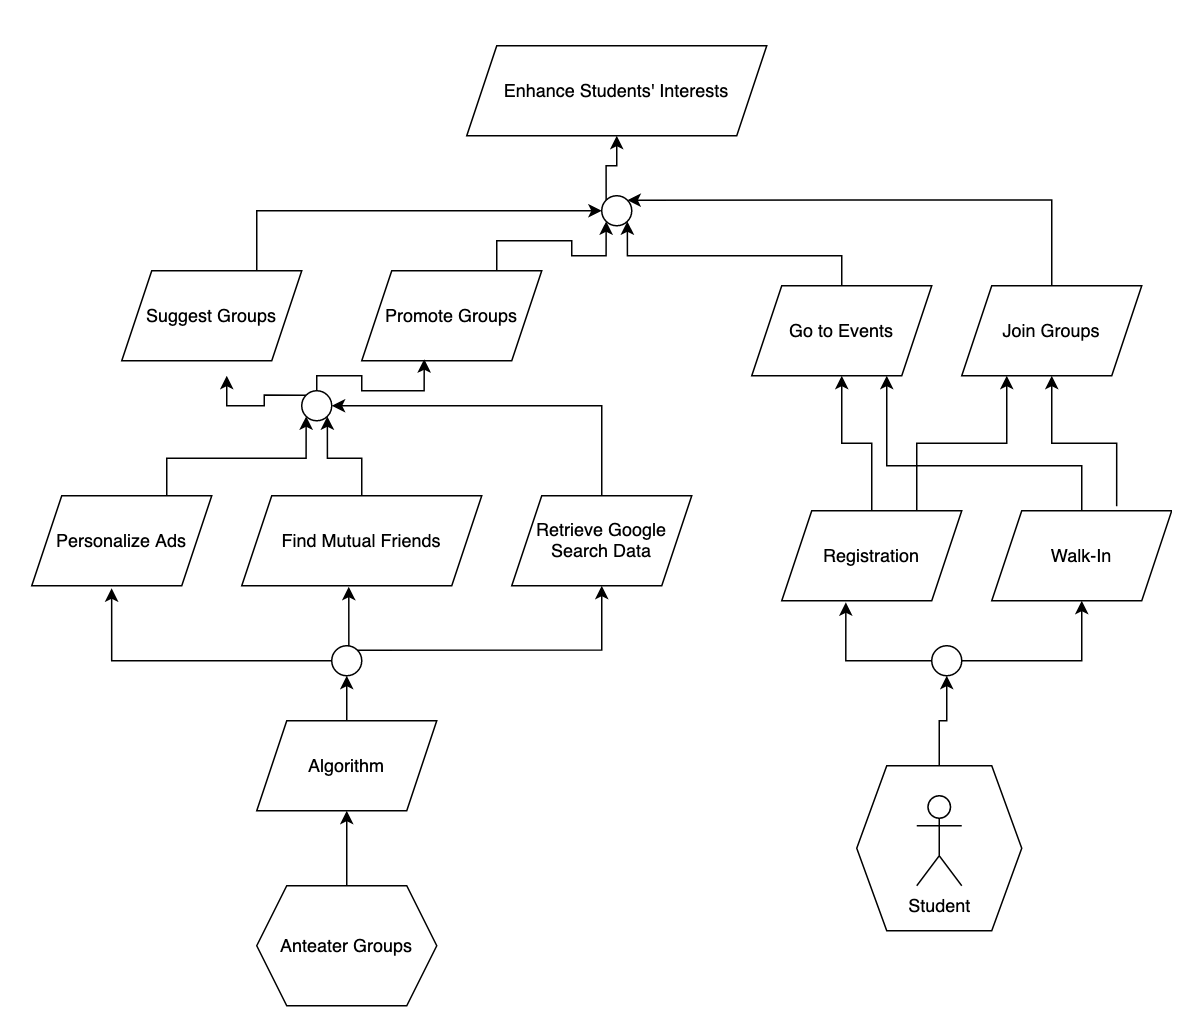 Enhance Students' Interests
Suggest Groups
Promote Groups
Go to Events
Join Groups
Personalize Ads
Find Mutual Friends
Retrieve Google
Search Data
Registration
Walk-In
Algorithm
Student
Anteater Groups